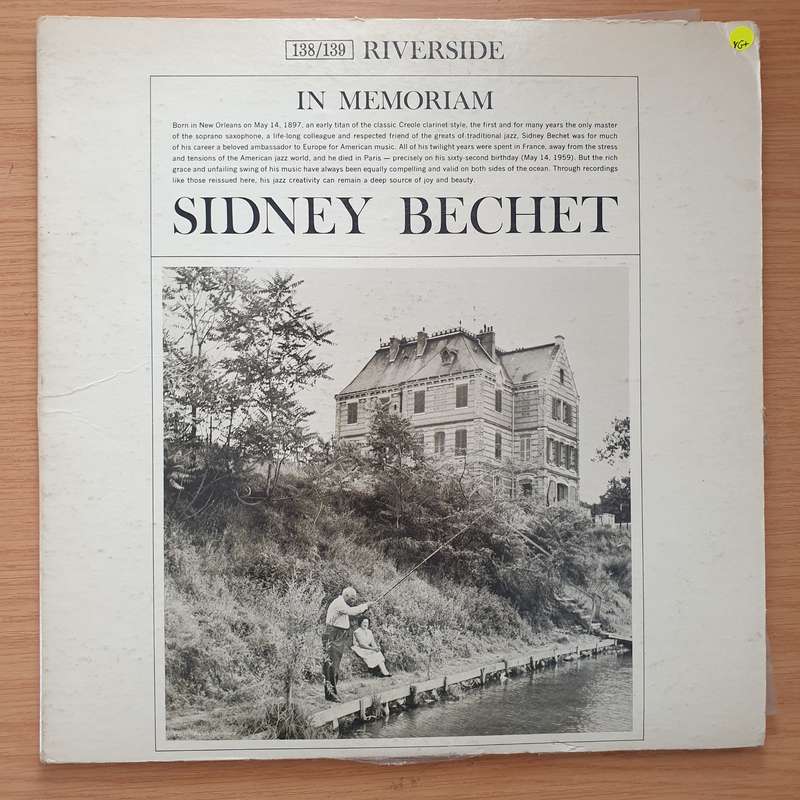 138/139 RIVERSIDE
VG+
IN MEMORIAM
Born in New Orleans on May 14, 1897, an early titan of the classic Creole clarinet style, the first and for many years the only master
of the soprano saxophone, a life-long colleague and respected friend of the greats of traditional jazz, Sidney Bechet was for much
of his career a beloved ambassador to Europe for American music. All of his twilight years were spent in France, away from the stress
and tensions of the American jazz world, and he died in Paris — precisely on his sixty-second birthday (May 14, 1959). But the rich
grace and unfailing swing of his music have always been equally compelling and valid on both sides of the ocean. Through recordings
like those reissued here, his jazz creativity can remain a deep source of joy and beauty.
SIDNEY BECHET